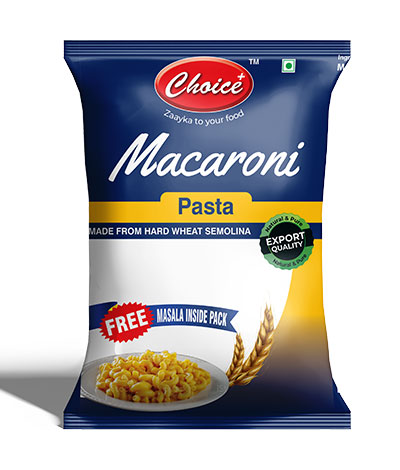 TM
Choice+
Zaayka to your food
Macaroni
Pasta
MADE FROM HARD WHEAT SEMOLINA
Natural & Pure
EXPORT
QUALITY
Natural & Pure
FREE
MASALA INSIDE PACK